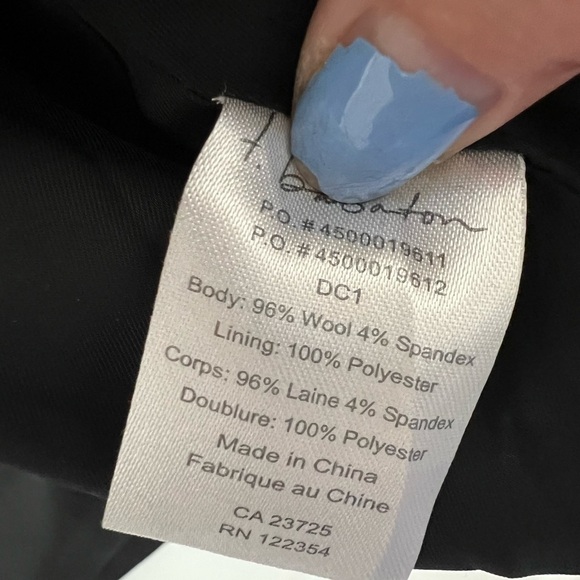 t. babaton
P.O. #4500019611
P.O. #4500019612
DC1
Body: 96% Wool 4% Spandex
Lining: 100% Polyester
Corps: 96% Laine 4% Spandex
Doublure: 100% Polyester
Made in China
Fabrique au Chine
CA 23725
RN 122354